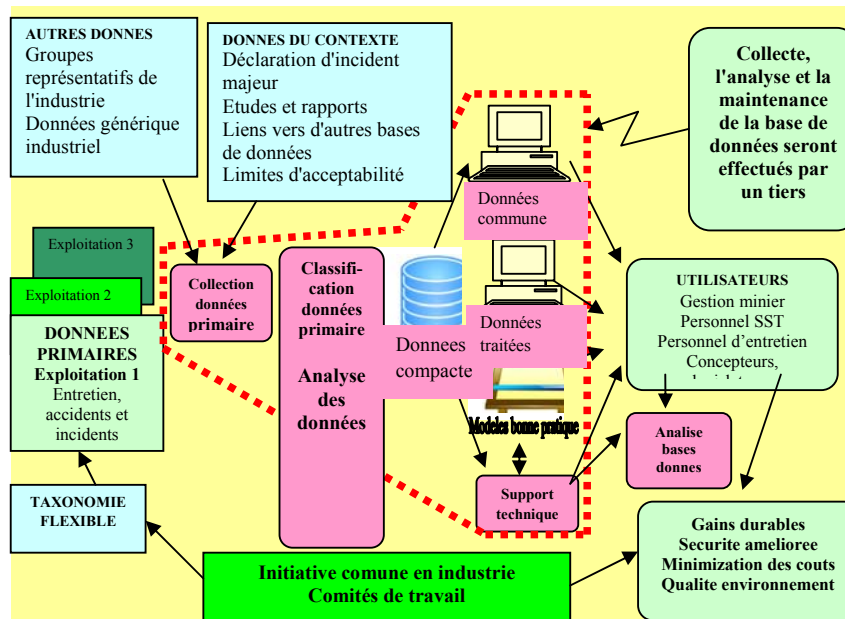 AUTRES DONNES
Groupes
représentatifs de
l'industrie
Données générique
industriel
DONNES DU CONTEXTE
Déclaration d'incident
majeur
Etudes et rapports
Liens vers d'autres bases
de données
Limites d'acceptabilité
Collecte,
l'analyse et la
maintenance
de la base de
données seront
effectués par
un tiers
Exploitation 3
Exploitation 2
DONNEES
PRIMAIRES
Exploitation 1
Entretien,
accidents et
incidents
Collection
données
primaire
Classifi-
cation
données
primaire
Analyse
des
données
Donnees
compacte
Données
commune
Données
traitées
Modeles bonne pratique
Support
technique
UTILISATEURS
Gestion minier
Personnel SST
Personnel d'entretien
Concepteurs,
Analise
bases
donnes
TAXONOMIE
FLEXIBLE
Initiative comune en industrie
Comités de travail
Gains durables
Securite amelioree
Minimization des couts
Qualite environnement